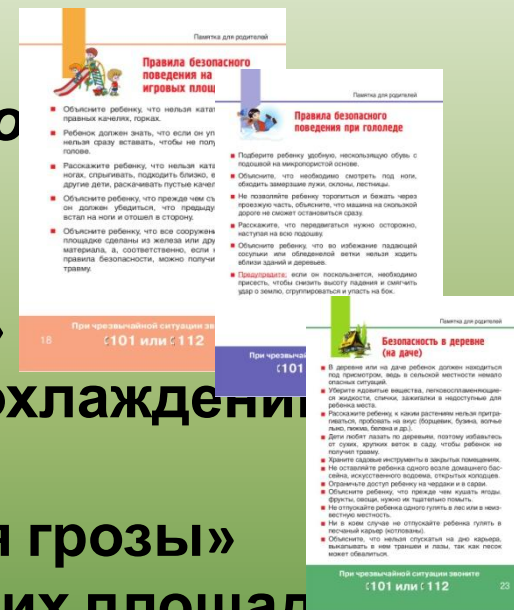 Памятка для родителей
Правила безопасного
поведения на
игровых площ
Объясните ребенку, что нельзя катат
правных качелях, горках.
Ребенок должен знать, что если он уп
нельзя сразу вставать, чтобы не полу
голове.
Расскажите ребенку, что нельзя ката
ногах, спрыгивать, подходить близко, е
другие дети, раскачивать пустые качел
Объясните ребенку, что прежде чем съ
он должен убедиться, что предыду
встал на ноги и отошел в сторону.
Объясните ребенку, что все сооружен
площадке сделаны из железа или дру
материала, а, соответственно, если
правила безопасности, можно получи
травму.
При чрезвычайной ситуации зв
18
101 или 112
Памятка для родителей
Правила безопасного
поведения при гололеде
Подберите ребенку удобную, нескользящую обувь с
подошвой на микропористой основе.
Объясните, что необходимо смотреть под ноги,
обходить замерзшие лужи, склоны, лестницы.
Не позволяйте ребенку торопиться и бежать через
проезжую часть, объясните, что машина на скользкой
дороге не сможет остановиться сразу.
Расскажите, что передвигаться нужно осторожно,
наступая на всю подошву.
Объясните ребенку, что во избежание падающей
сосульки или обледенелой ветки нельзя ходить
вблизи зданий и деревьев.
Предупредите: если он поскользнется, необходимо
присесть, чтобы снизить высоту падения и смягчить
удар о землю, сгруппироваться и упасть на бок.
При чрезвычай
101
Памятка для родителей
Безопасность в деревне
(на даче)
В деревне или на даче ребенок должен находиться
под присмотром, ведь в сельской местности немало
опасных ситуаций.
Уберите ядовитые вещества, легковоспламеняющие-
ся жидкости, спички, зажигалки в недоступные для
ребенка места.
Расскажите ребенку, к каким растениям нельзя притра-
гиваться, пробовать на вкус (борщевик, бузина, волчье
лыко, пижма, белена и др.).
Дети любят лазать по деревьям, поэтому избавьтесь
от сухих, хрупких веток в саду, чтобы ребенок не
получил травму.
Храните садовые инструменты в закрытых помещениях.
Не оставляйте ребенка одного возле домашнего бас-
сейна, искусственного водоема, открытых колодцев.
Ограничьте доступ ребенку на чердаки и в сараи.
Объясните ребенку, что прежде чем кушать ягоды,
фрукты, овощи, нужно их тщательно помыть.
Не отпускайте ребенка одного гулять в лес или в неиз-
вестную местность.
Ни в коем случае не отпускайте ребенка гулять в
песчаный карьер (котлованы).
Объясните, что нельзя спускаться на дно карьера,
выкапывать в нем траншеи и лазы, так как песок
может обвалиться.
При чрезвычайной ситуации звоните
101 или 112
23
о
»
охлаждени
я грозы»
их площад